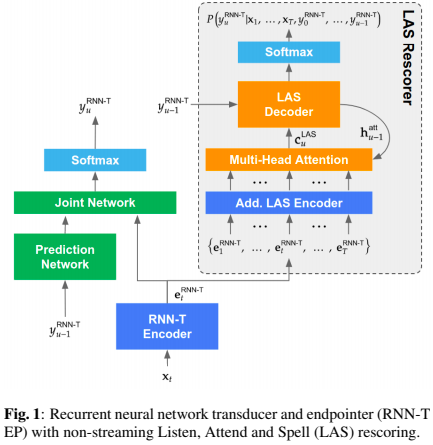 P(y_u^RNN-T|x_1, …, x_T, y_0^RNN-T, …, y_{u-1}^RNN-T)
LAS Rescorer
Softmax
y_u^RNN-T
y_{u-1}^RNN-T
LAS
Decoder
h_{u-1}^att
c_u^LAS
Softmax
Multi-Head Attention
... ...
Joint Network
Add. LAS Encoder
... ...
Prediction
Network
{e_1^RNN-T, … , e_t^RNN-T, … , e_T^RNN-T}
e_t^RNN-T
y_{u-1}^RNN-T
RNN-T
Encoder
x_t
Fig. 1: Recurrent neural network transducer and endpointer (RNN-T
EP) with non-streaming Listen, Attend and Spell (LAS) rescoring.